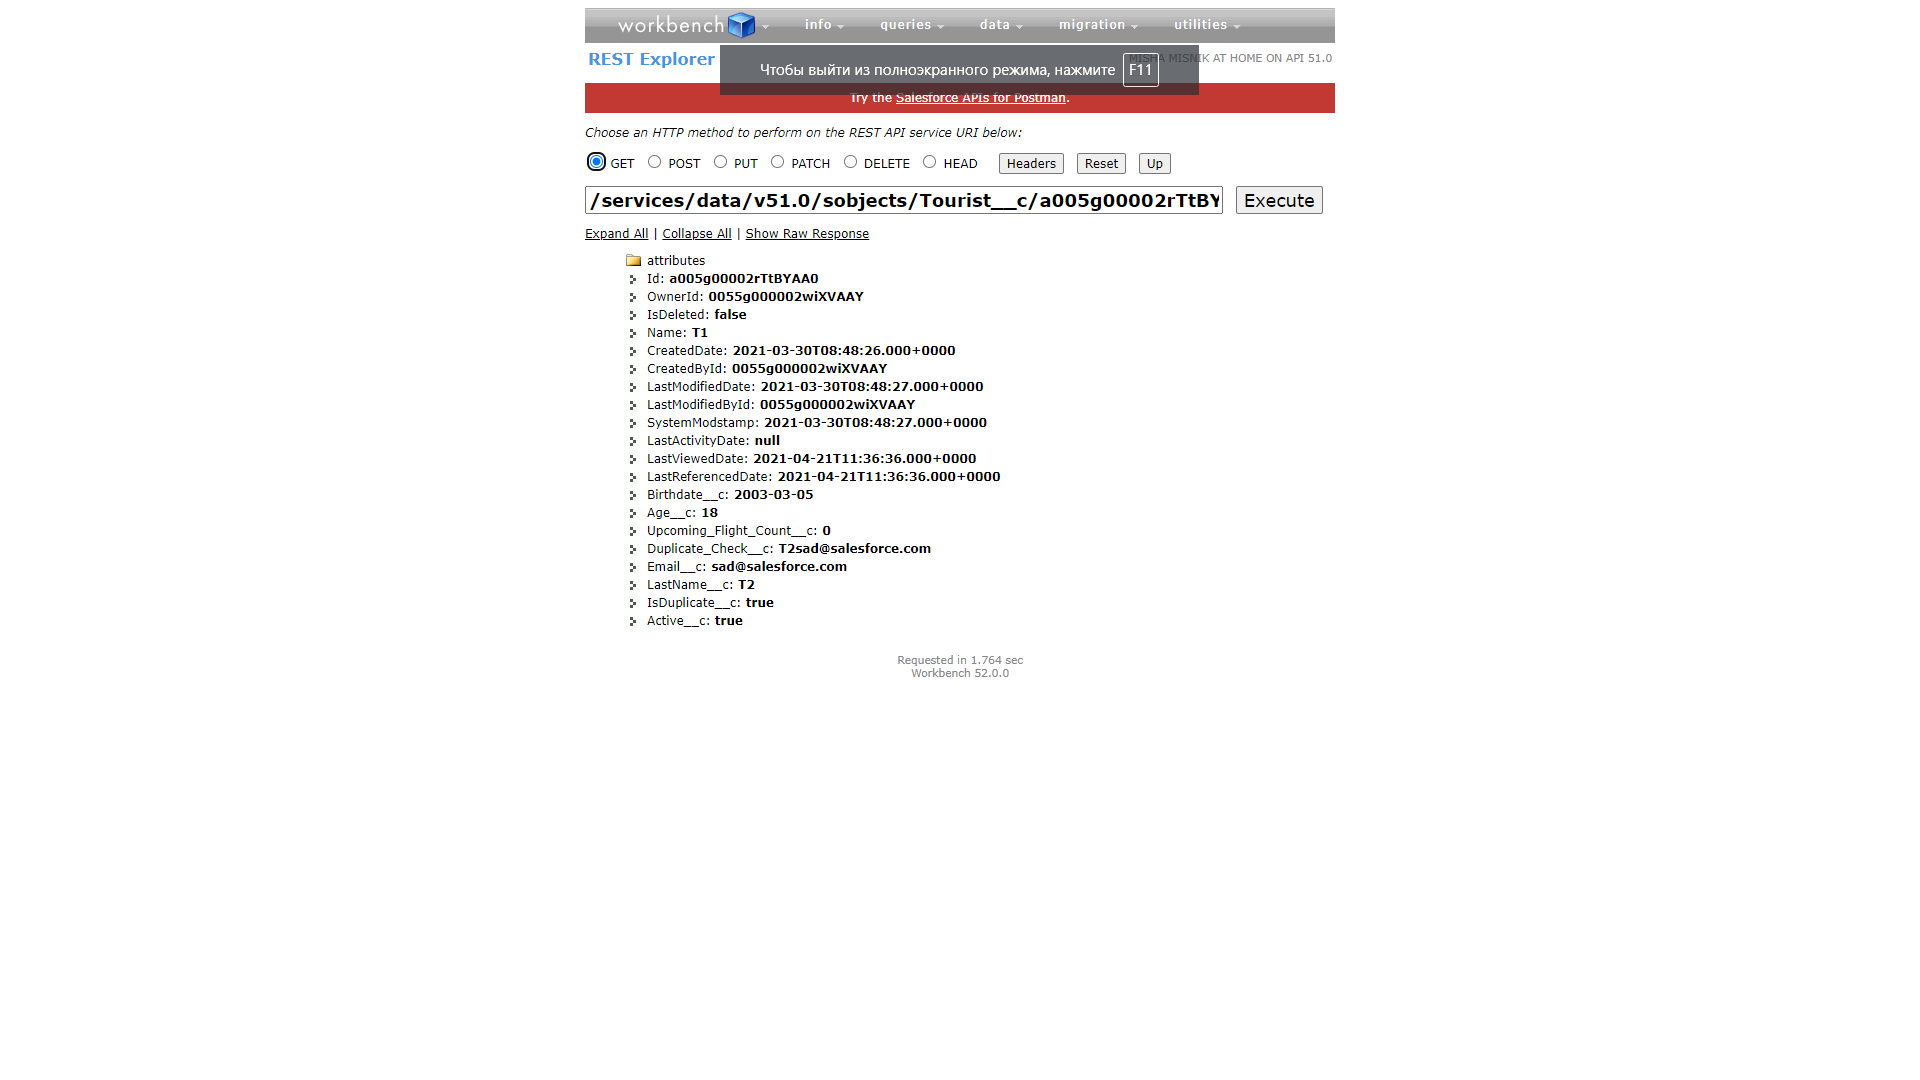 workbench info queries data migration utilities
REST Explorer MISHA MISNIK AT HOME ON API 51.0
Чтобы выйти из полноэкранного режима, нажмите F11
Try the Salesforce APIs for Postman.
Choose an HTTP method to perform on the REST API service URI below:
GET POST PUT PATCH DELETE HEAD Headers Reset Up
/services/data/v51.0/sobjects/Tourist__c/a005g00002rTtBY Execute
Expand All | Collapse All | Show Raw Response
attributes
Id: a005g00002rTtBYAA0
OwnerId: 0055g000002wiXVAAY
IsDeleted: false
Name: T1
CreatedDate: 2021-03-30T08:48:26.000+0000
CreatedById: 0055g000002wiXVAAY
LastModifiedDate: 2021-03-30T08:48:27.000+0000
LastModifiedById: 0055g000002wiXVAAY
SystemModstamp: 2021-03-30T08:48:27.000+0000
LastActivityDate: null
LastViewedDate: 2021-04-21T11:36:36.000+0000
LastReferencedDate: 2021-04-21T11:36:36.000+0000
Birthdate__c: 2003-03-05
Age__c: 18
Upcoming_Flight_Count__c: 0
Duplicate_Check__c: T2sad@salesforce.com
Email__c: sad@salesforce.com
LastName__c: T2
IsDuplicate__c: true
Active__c: true
Requested in 1.764 sec
Workbench 52.0.0